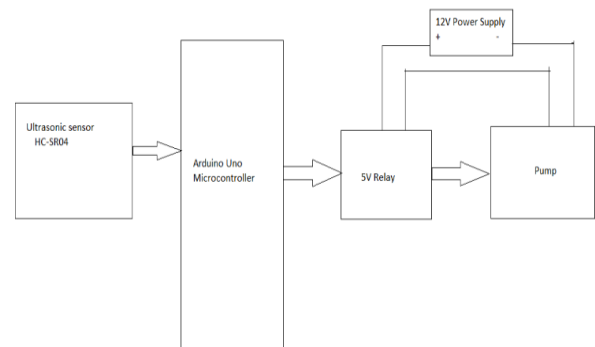 12V Power Supply
+ -
Ultrasonic sensor
HC-SR04
Arduino Uno
Microcontroller
5V Relay
Pump